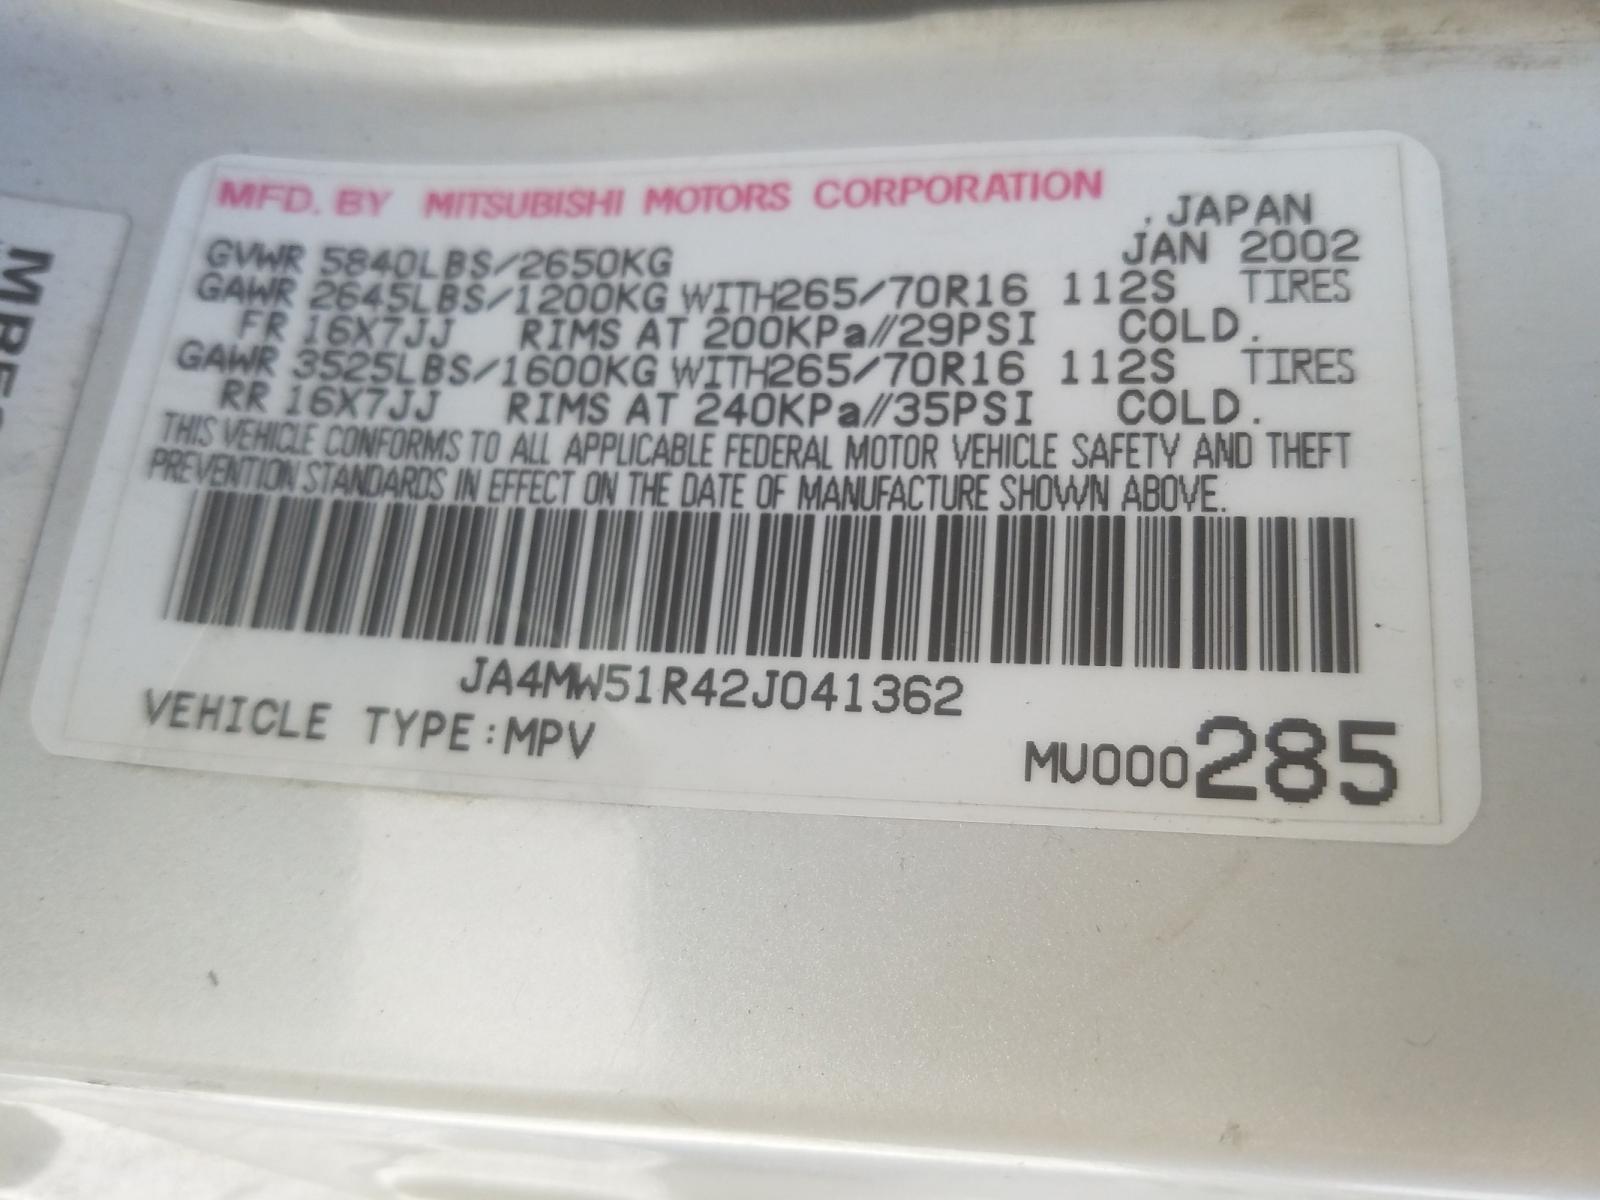 MFD. BY MITSUBISHI MOTORS CORPORATION
. JAPAN
JAN 2002
GVWR 5840LBS/2650KG
GAWR 2645LBS/1200KG WITH265/70R16 112S TIRES
FR 16X7JJ RIMS AT 200KPa//29PSI COLD.
GAWR 3525LBS/1600KG WITH265/70R16 112S TIRES
RR 16X7JJ RIMS AT 240KPa//35PSI COLD.
THIS VEHICLE CONFORMS TO ALL APPLICABLE FEDERAL MOTOR VEHICLE SAFETY AND THEFT
PREVENTION STANDARDS IN EFFECT ON THE DATE OF MANUFACTURE SHOWN ABOVE.
JA4MW51R42J041362
VEHICLE TYPE:MPV
MV000285